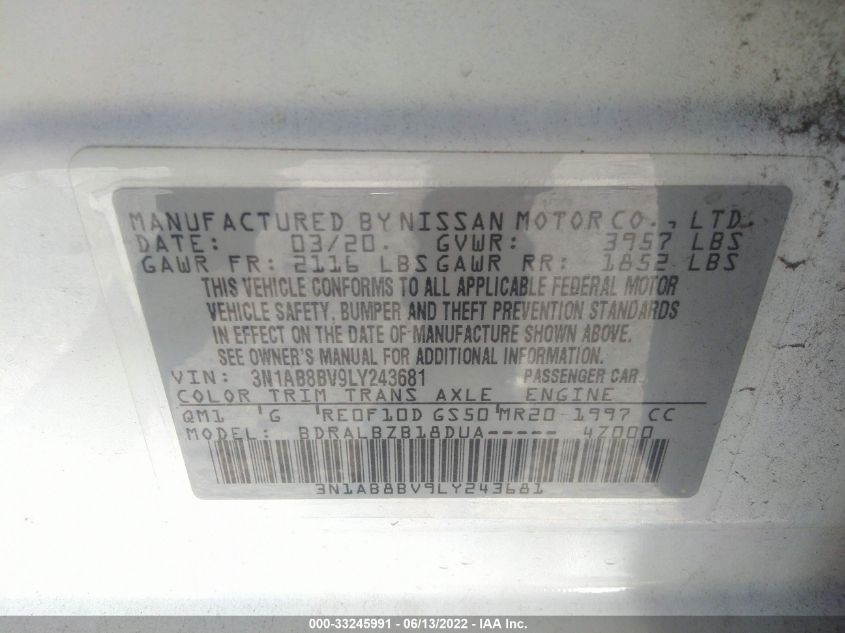 MANUFACTURED BY NISSAN MOTOR CO., LTD.
DATE: 03/20. GVWR: 3957 LBS
GAWR FR: 2116 LBS GAWR RR: 1852 LBS
THIS VEHICLE CONFORMS TO ALL APPLICABLE FEDERAL MOTOR
VEHICLE SAFETY, BUMPER AND THEFT PREVENTION STANDARDS
IN EFFECT ON THE DATE OF MANUFACTURE SHOWN ABOVE.
SEE OWNER'S MANUAL FOR ADDITIONAL INFORMATION.
VIN: 3N1AB8BV9LY243681 PASSENGER CAR
COLOR TRIM TRANS AXLE ENGINE
QM1 G RE0F10D GS50 MR20 1997 CC
MODEL: BDRALBZB18DUA----- 4Z000
3N1AB8BV9LY243681
000-33245991 - 06/13/2022 - IAA Inc.